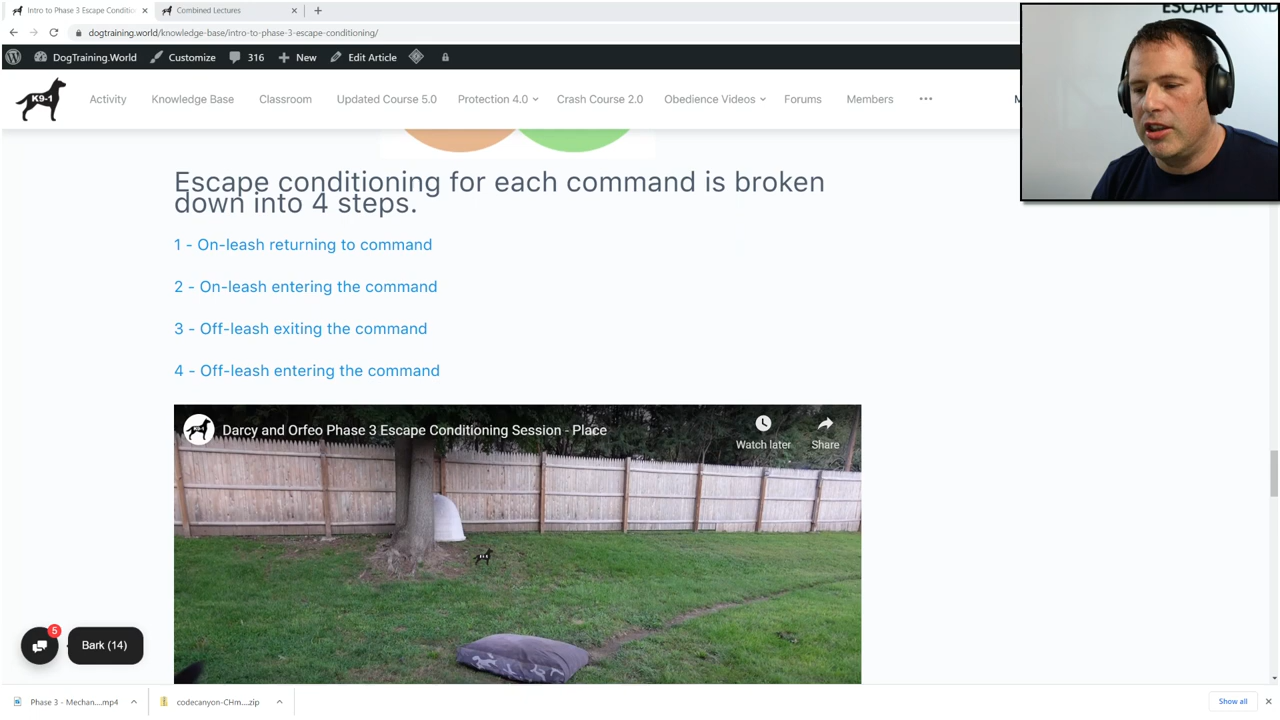 Intro to Phase 3 Escape Conditio
Combined Lectures
ESCAPE COND
dogtraining.world/knowledge-base/intro-to-phase-3-escape-conditioning/
DogTraining.World
Customize
316
New
Edit Article
K9-1
Activity
Knowledge Base
Classroom
Updated Course 5.0
Protection 4.0
Crash Course 2.0
Obedience Videos
Forums
Members
M
Escape conditioning for each command is broken
down into 4 steps.
1 - On-leash returning to command
2 - On-leash entering the command
3 - Off-leash exiting the command
4 - Off-leash entering the command
Darcy and Orfeo Phase 3 Escape Conditioning Session - Place
Watch later
Share
5
Bark (14)
Phase 3 - Mechan....mp4
codecanyon-CHm....zip
Show all